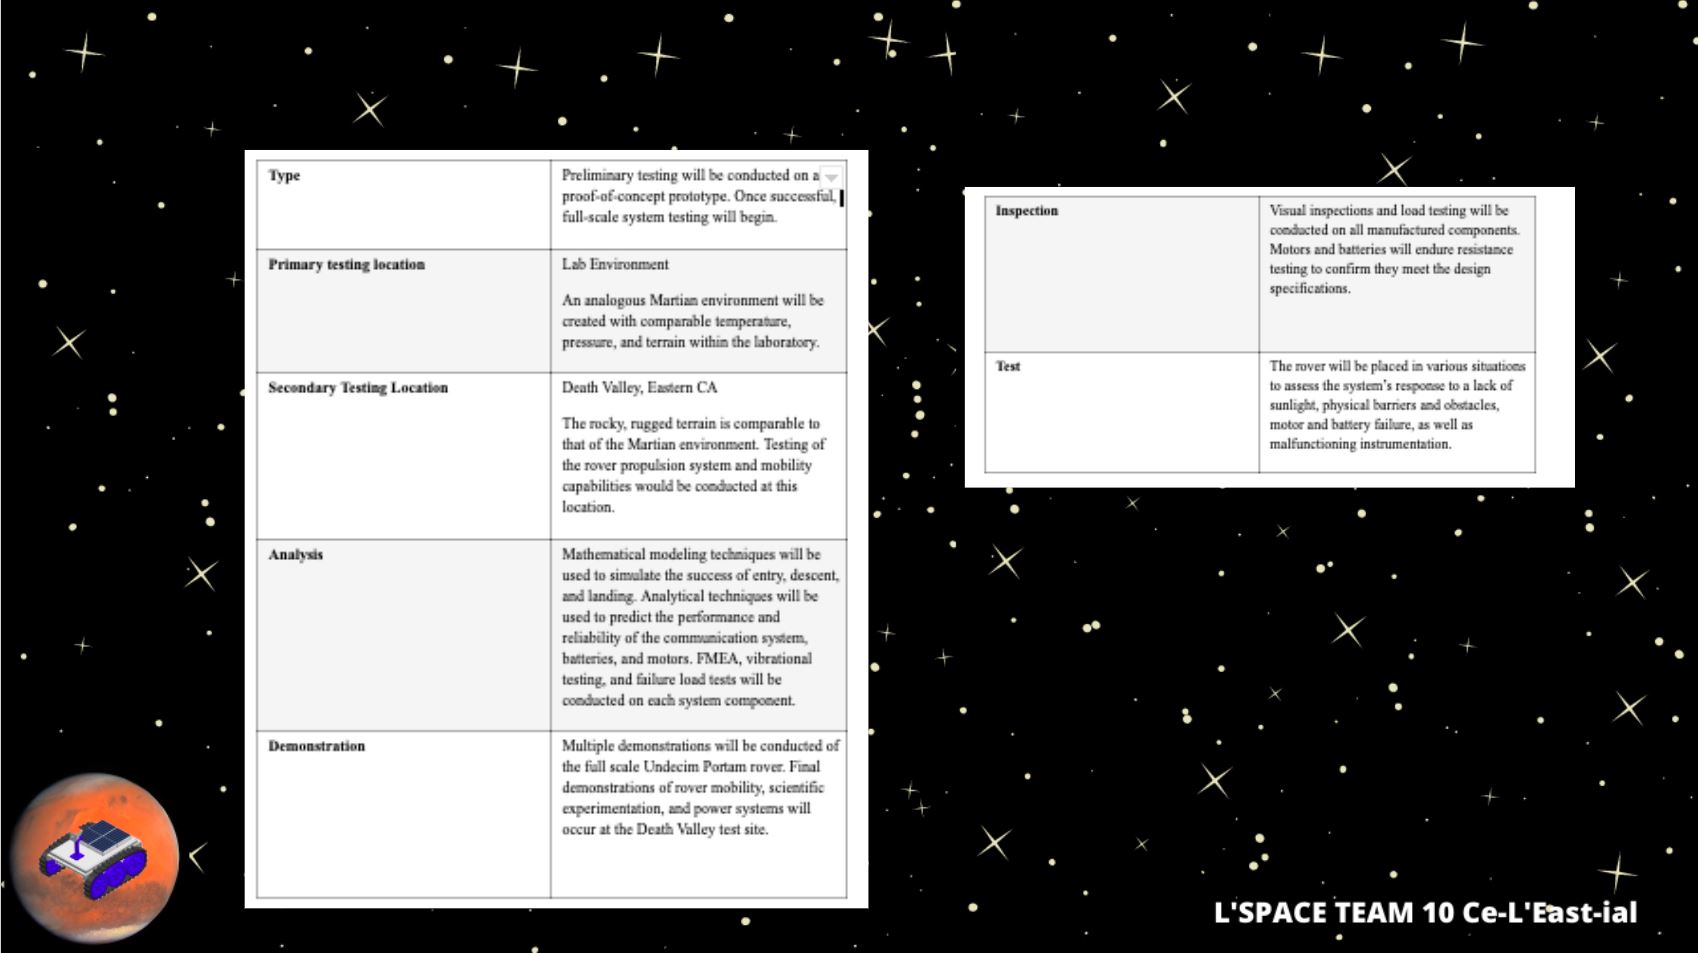 Type
Preliminary testing will be conducted on a
proof-of-concept prototype. Once successful,
full-scale system testing will begin.
Primary testing location
Lab Environment
An analogous Martian environment will be
created with comparable temperature,
pressure, and terrain within the laboratory.
Secondary Testing Location
Death Valley, Eastern CA
The rocky, rugged terrain is comparable to
that of the Martian environment. Testing of
the rover propulsion system and mobility
capabilities would be conducted at this
location.
Analysis
Mathematical modeling techniques will be
used to simulate the success of entry, descent,
and landing. Analytical techniques will be
used to predict the performance and
reliability of the communication system,
batteries, and motors. FMEA, vibrational
testing, and failure load tests will be
conducted on each system component.
Demonstration
Multiple demonstrations will be conducted of
the full scale Undecim Portam rover. Final
demonstrations of rover mobility, scientific
experimentation, and power systems will
occur at the Death Valley test site.
Inspection
Visual inspections and load testing will be
conducted on all manufactured components.
Motors and batteries will endure resistance
testing to confirm they meet the design
specifications.
Test
The rover will be placed in various situations
to assess the system's response to a lack of
sunlight, physical barriers and obstacles,
motor and battery failure, as well as
malfunctioning instrumentation.
L'SPACE TEAM 10 Ce-L'East-ial